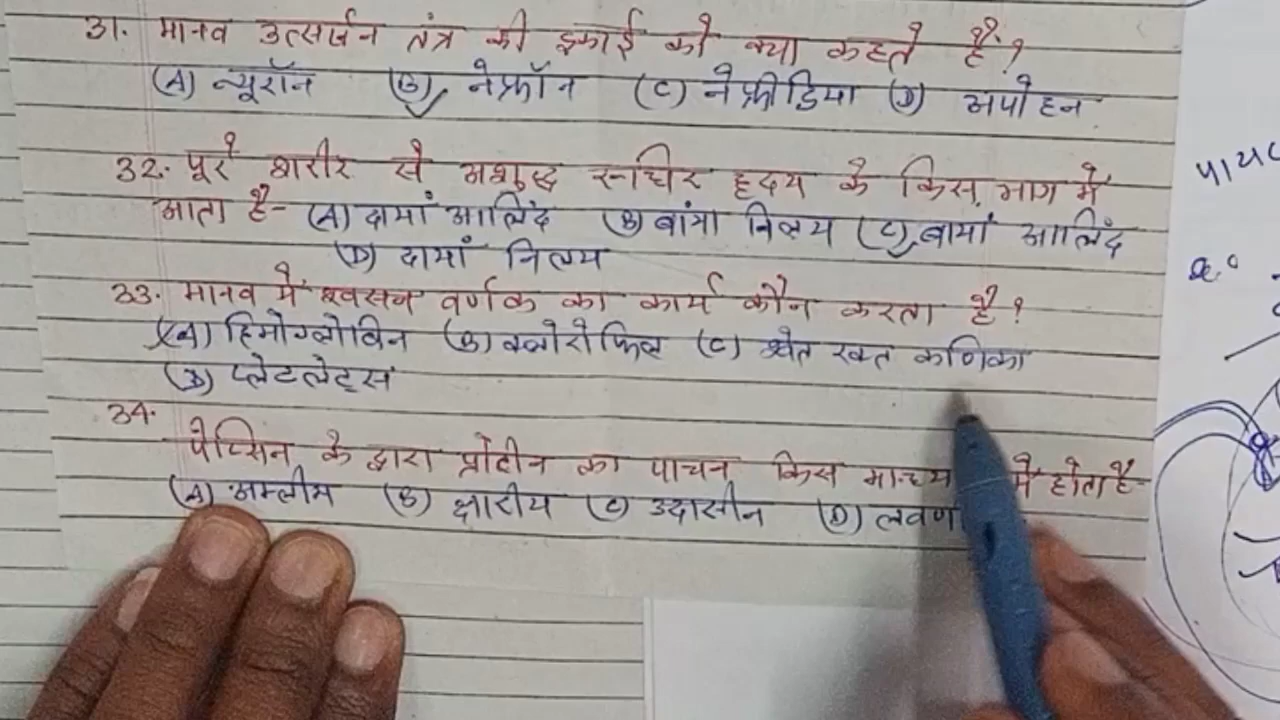 31. मानव उत्सर्जन तंत्र की इकाई को क्या कहते हैं?
(A) न्यूरॉन (B) नेफ्रॉन (C) नेफ्रीडिया (D) अपोहन
32. पूरे शरीर से अशुद्ध रुधिर हृदय के किस भाग में
आता है- (A) दायां आलिंद (B) बांया निलय (C) बायां आलिंद
(D) दायां निलय
33. मानव में श्वसन वर्णक का कार्य कौन करता है?
(A) हिमोग्लोबिन (B) क्लोरोफिल (C) श्वेत रक्त कणिका
(D) प्लेटलेट्स
34.
पेप्सिन के द्वारा प्रोटीन का पाचन किस माध्य में होता है
(A) अम्लीय (B) क्षारीय (C) उदासीन (D) लवण